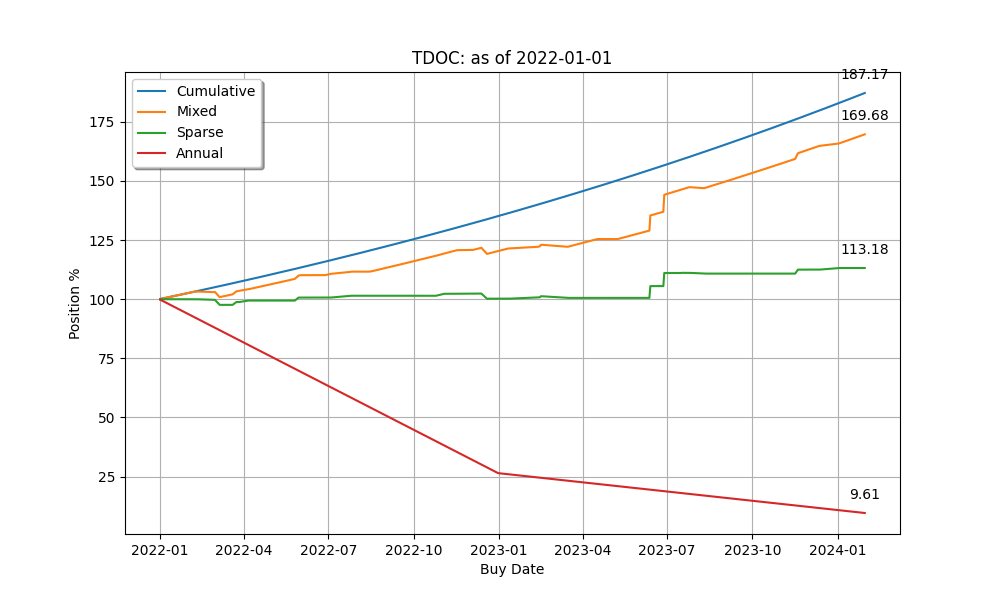 TDOC: as of 2022-01-01
Cumulative
Mixed
Sparse
Annual
187.17
169.68
113.18
9.61
175
150
125
100
75
50
25
Position %
2022-01 2022-04 2022-07 2022-10 2023-01 2023-04 2023-07 2023-10 2024-01
Buy Date